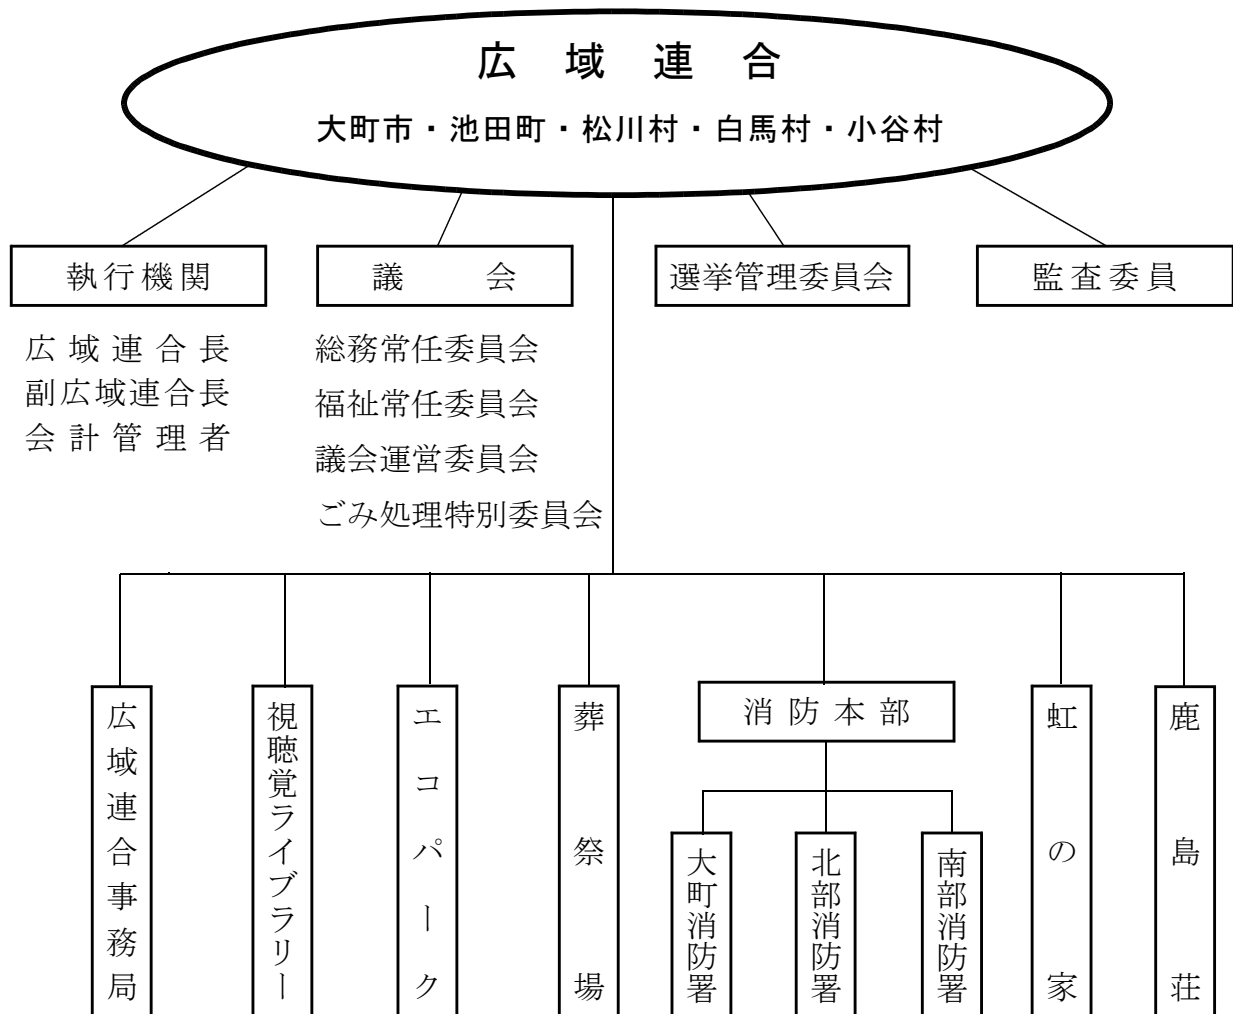 広域連合
大町市・池田町・松川村・白馬村・小谷村
執行機関
議会
選挙管理委員会
監査委員
広域連合長
副広域連合長
会計管理者
総務常任委員会
福祉常任委員会
議会運営委員会
ごみ処理特別委員会
広域連合事務局
視聴覚ライブラリー
エコパーク
葬祭場
消防本部
大町消防署
北部消防署
南部消防署
虹の家
鹿島荘